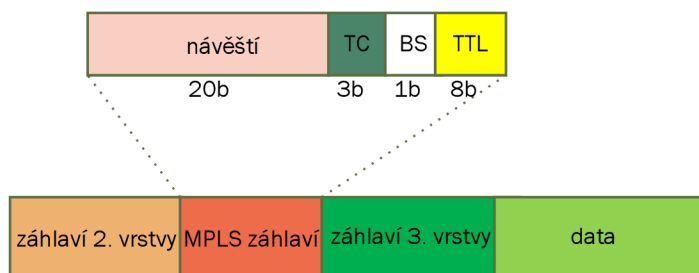 návěští TC BS TTL
20b 3b 1b 8b
záhlaví 2. vrstvy MPLS záhlaví záhlaví 3. vrstvy data